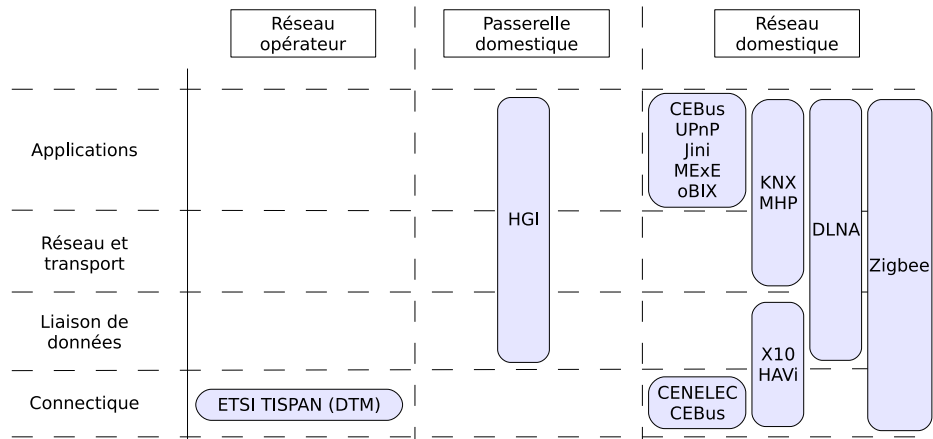 Réseau
opérateur
Passerelle
domestique
Réseau
domestique
Applications
Réseau et
transport
Liaison de
données
Connectique
ETSI TISPAN (DTM)
HGI
CEBus
UPnP
Jini
MExE
oBIX
KNX
MHP
DLNA
Zigbee
X10
HAVi
CENELEC
CEBus